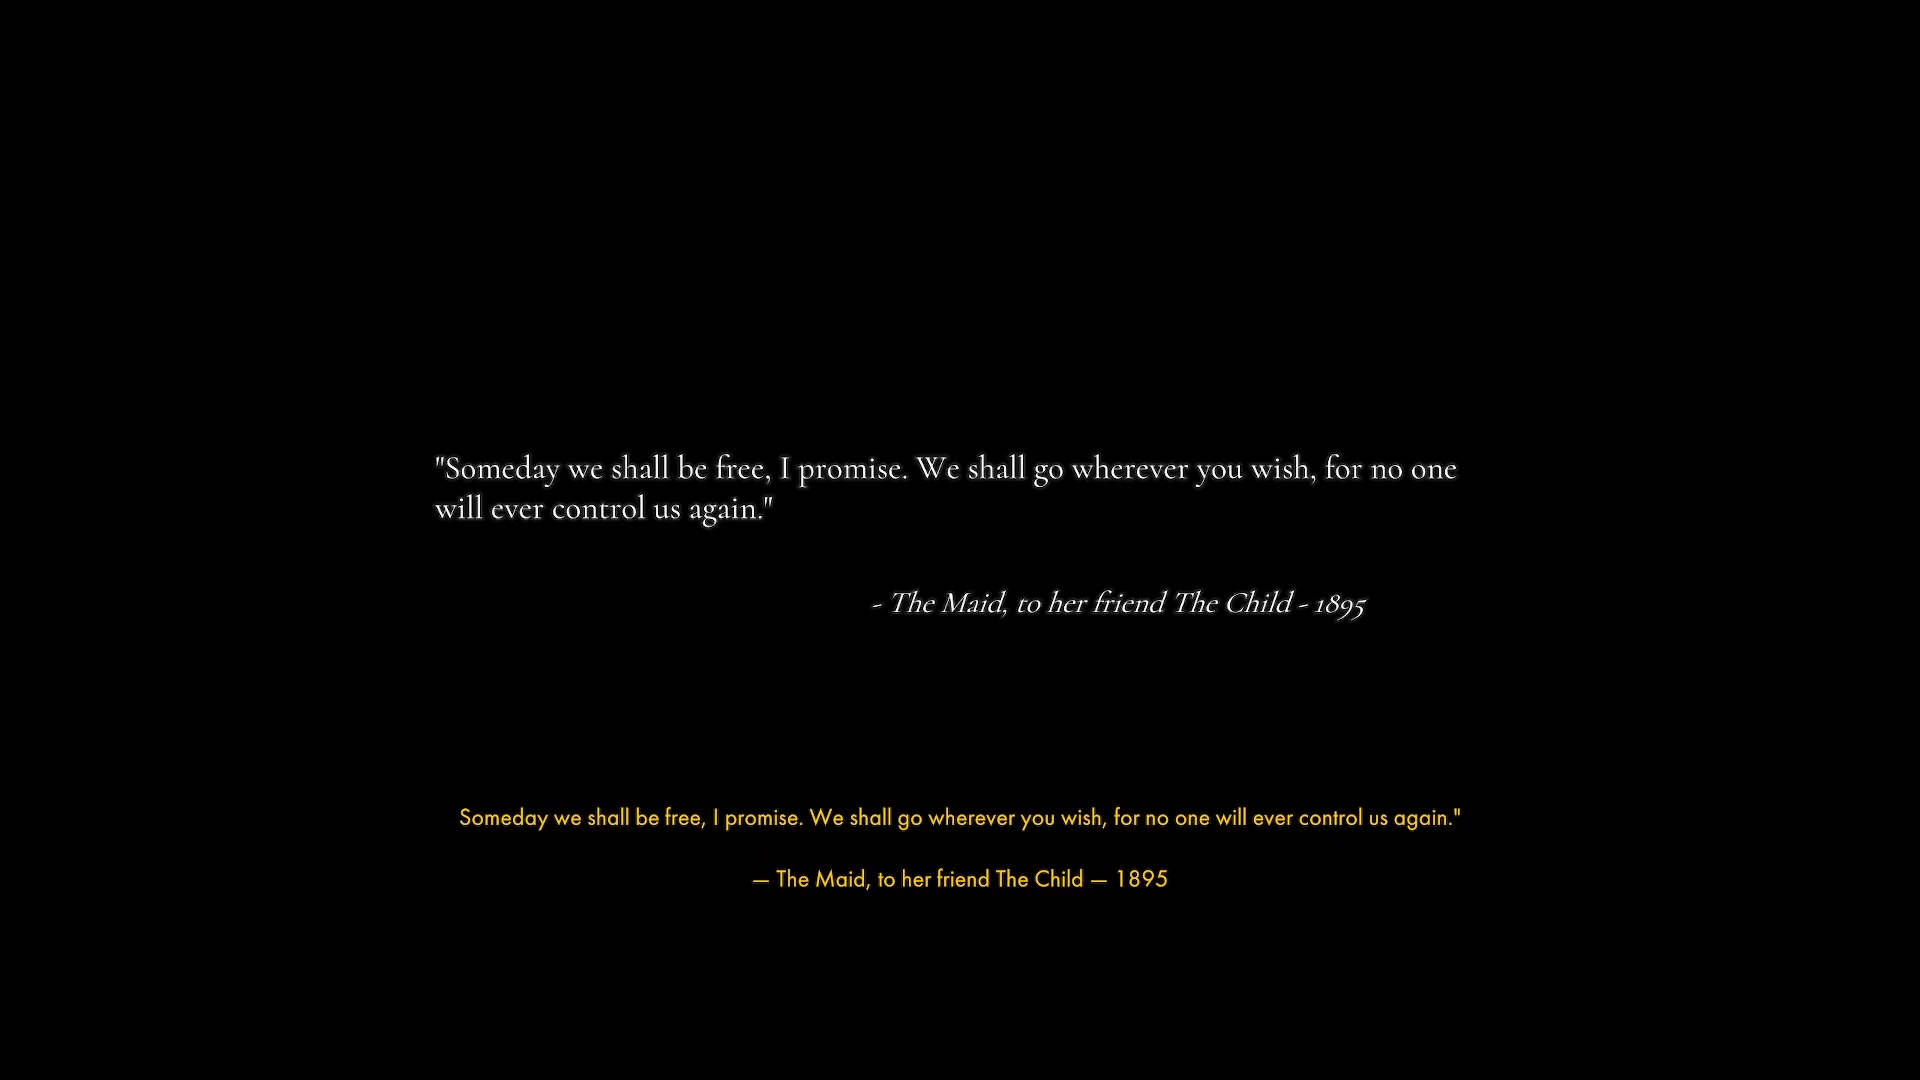 "Someday we shall be free, I promise. We shall go wherever you wish, for no one
will ever control us again."
- The Maid, to her friend The Child - 1895
Someday we shall be free, I promise. We shall go wherever you wish, for no one will ever control us again."
— The Maid, to her friend The Child — 1895